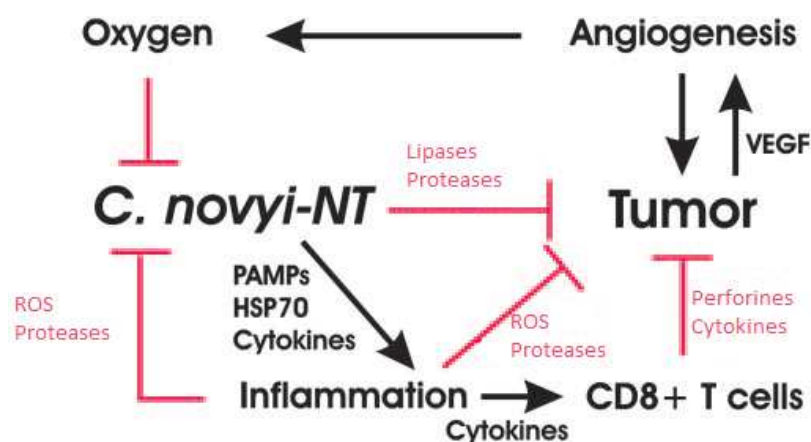 Oxygen
Angiogenesis
VEGF
Lipases
Proteases
C. novyi-NT
Tumor
PAMPs
HSP70
Cytokines
ROS
Proteases
ROS
Proteases
Perforines
Cytokines
Inflammation
CD8+ T cells
Cytokines